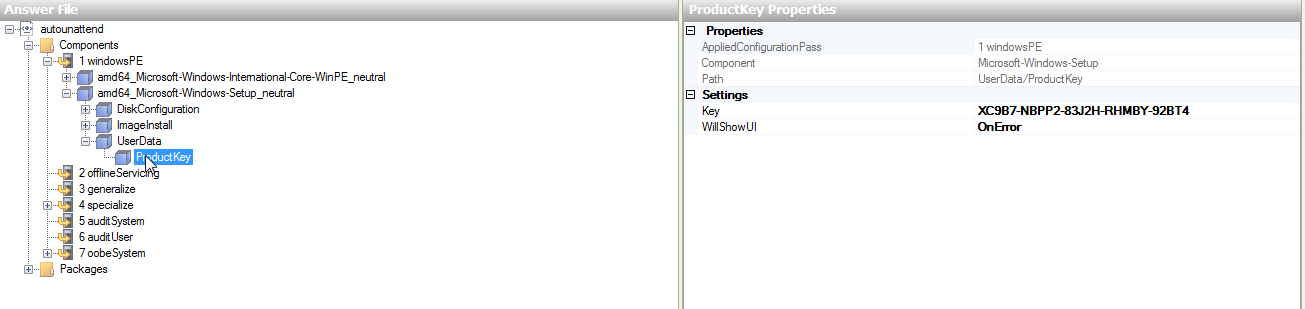 Answer File
autounattend
Components
1 windowsPE
amd64_Microsoft-Windows-International-Core-WinPE_neutral
amd64_Microsoft-Windows-Setup_neutral
DiskConfiguration
ImageInstall
UserData
ProductKey
2 offlineServicing
3 generalize
4 specialize
5 auditSystem
6 auditUser
7 oobeSystem
Packages
ProductKey Properties
Properties
AppliedConfigurationPass 1 windowsPE
Component Microsoft-Windows-Setup
Path UserData/ProductKey
Settings
Key XC9B7-NBPP2-83J2H-RHMBY-92BT4
WillShowUI OnError